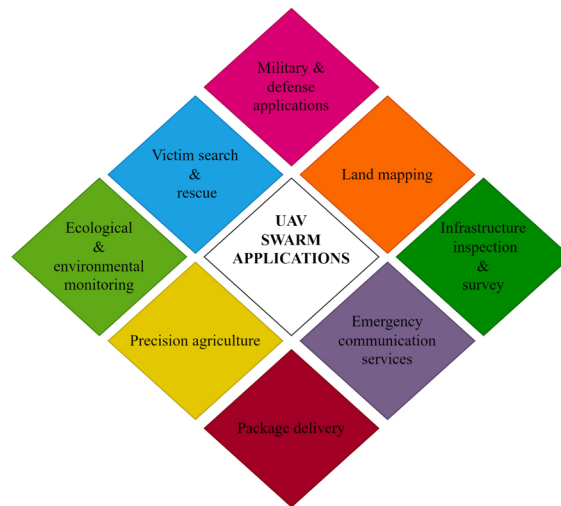 Military &
defense
applications
Victim search
&
rescue
Land mapping
Ecological
&
environmental
monitoring
UAV
SWARM
APPLICATIONS
Infrastructure
inspection
&
survey
Precision agriculture
Emergency
communication
services
Package delivery